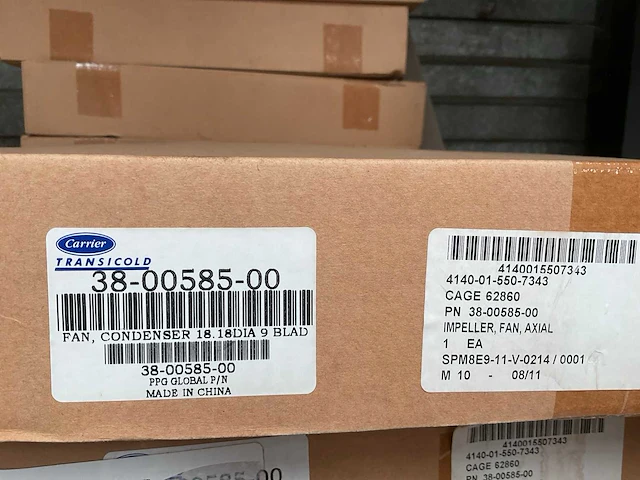 Carrier
TRANSICOLD
38-00585-00
FAN, CONDENSER 18.18DIA 9 BLAD
38-00585-00
PPG GLOBAL P/N
MADE IN CHINA
4140015507343
4140-01-550-7343
CAGE 62860
PN 38-00585-00
IMPELLER, FAN, AXIAL
1 EA
SPM8E9-11-V-0214 / 0001
M 10 - 08/11
4140015507343
4140-01-550-7343
CAGE 62860
PN 38-00585-00